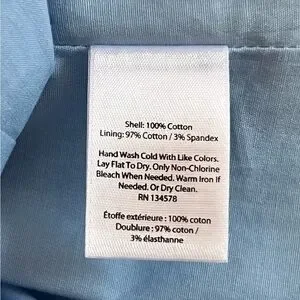 Shell: 100% Cotton
Lining: 97% Cotton / 3% Spandex
Hand Wash Cold With Like Colors.
Lay Flat To Dry. Only Non-Chlorine
Bleach When Needed. Warm Iron If
Needed. Or Dry Clean.
RN 134578
Étoffe extérieure : 100% coton
Doublure : 97% coton /
3% élasthanne